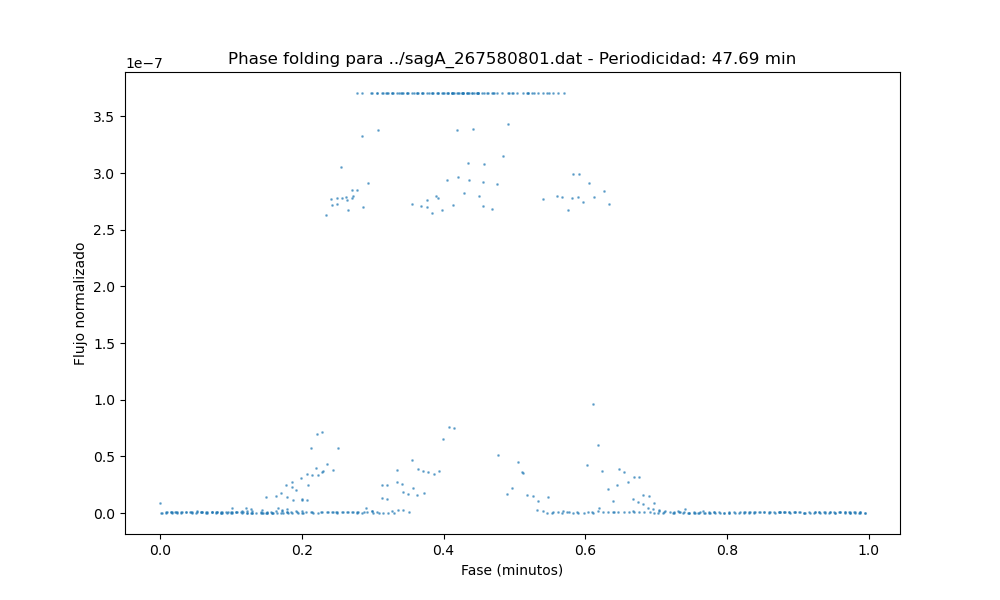 Phase folding para ../sagA_267580801.dat - Periodicidad: 47.69 min
1e−7
3.5
3.0
2.5
2.0
1.5
1.0
0.5
0.0
Flujo normalizado
0.0 0.2 0.4 0.6 0.8 1.0
Fase (minutos)